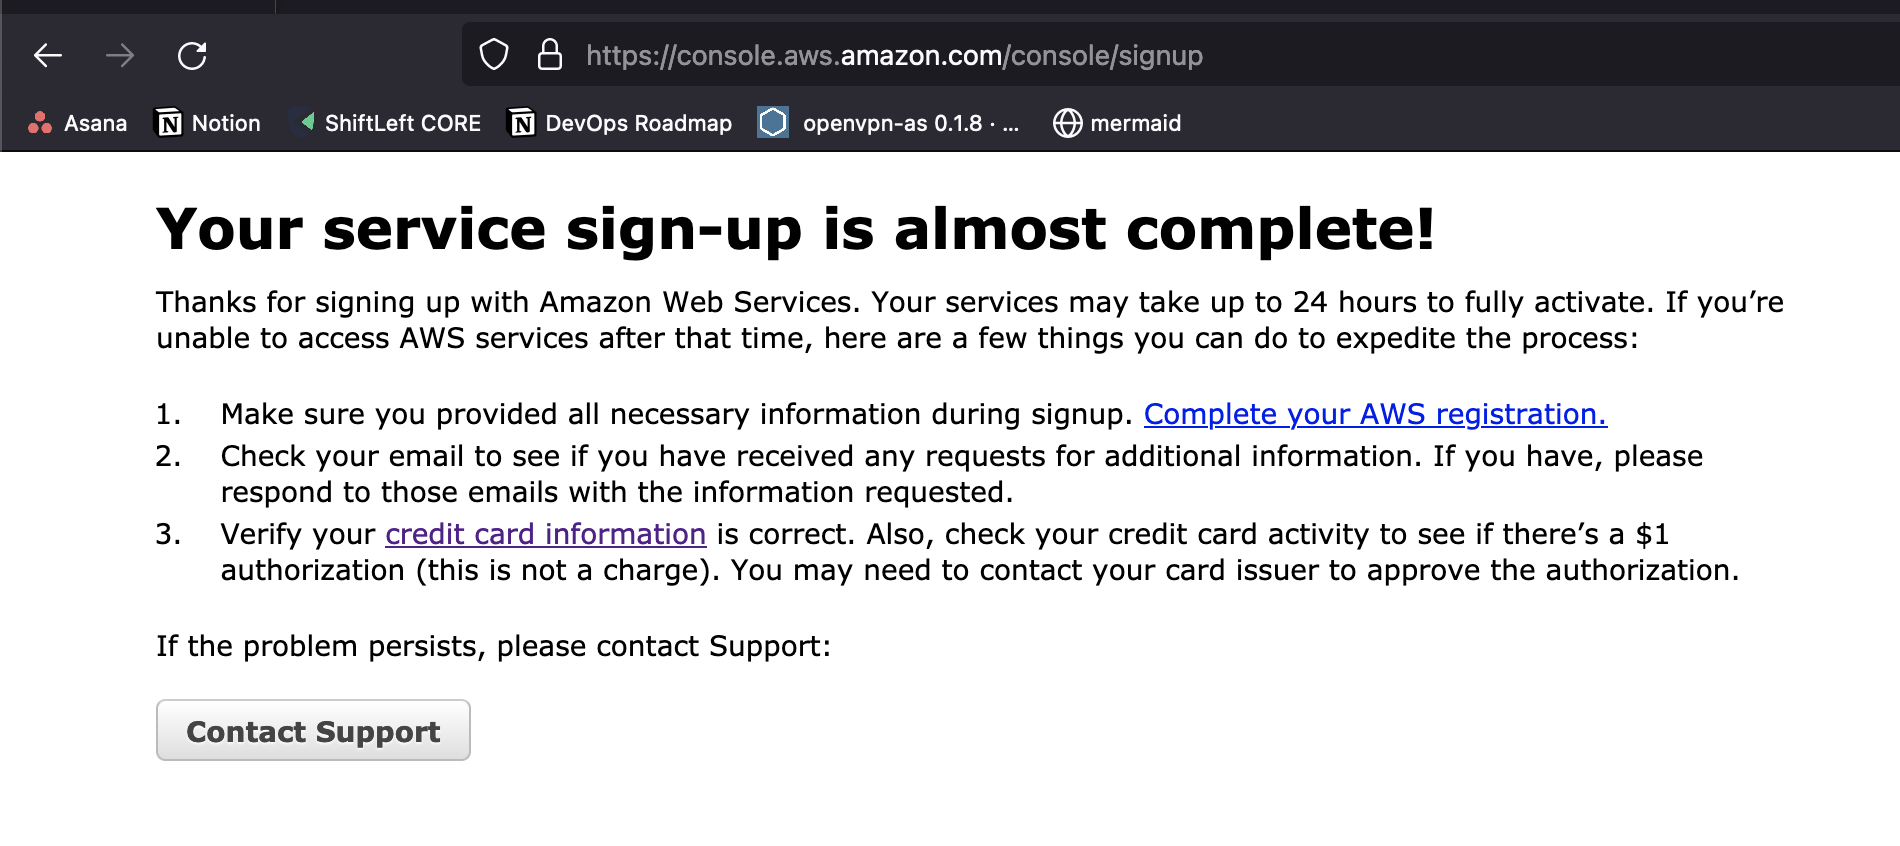 https://console.aws.amazon.com/console/signup
Asana Notion ShiftLeft CORE DevOps Roadmap openvpn-as 0.1.8 · ... mermaid
Your service sign-up is almost complete!
Thanks for signing up with Amazon Web Services. Your services may take up to 24 hours to fully activate. If you’re
unable to access AWS services after that time, here are a few things you can do to expedite the process:
1. Make sure you provided all necessary information during signup. Complete your AWS registration.
2. Check your email to see if you have received any requests for additional information. If you have, please
respond to those emails with the information requested.
3. Verify your credit card information is correct. Also, check your credit card activity to see if there’s a $1
authorization (this is not a charge). You may need to contact your card issuer to approve the authorization.
If the problem persists, please contact Support:
Contact Support